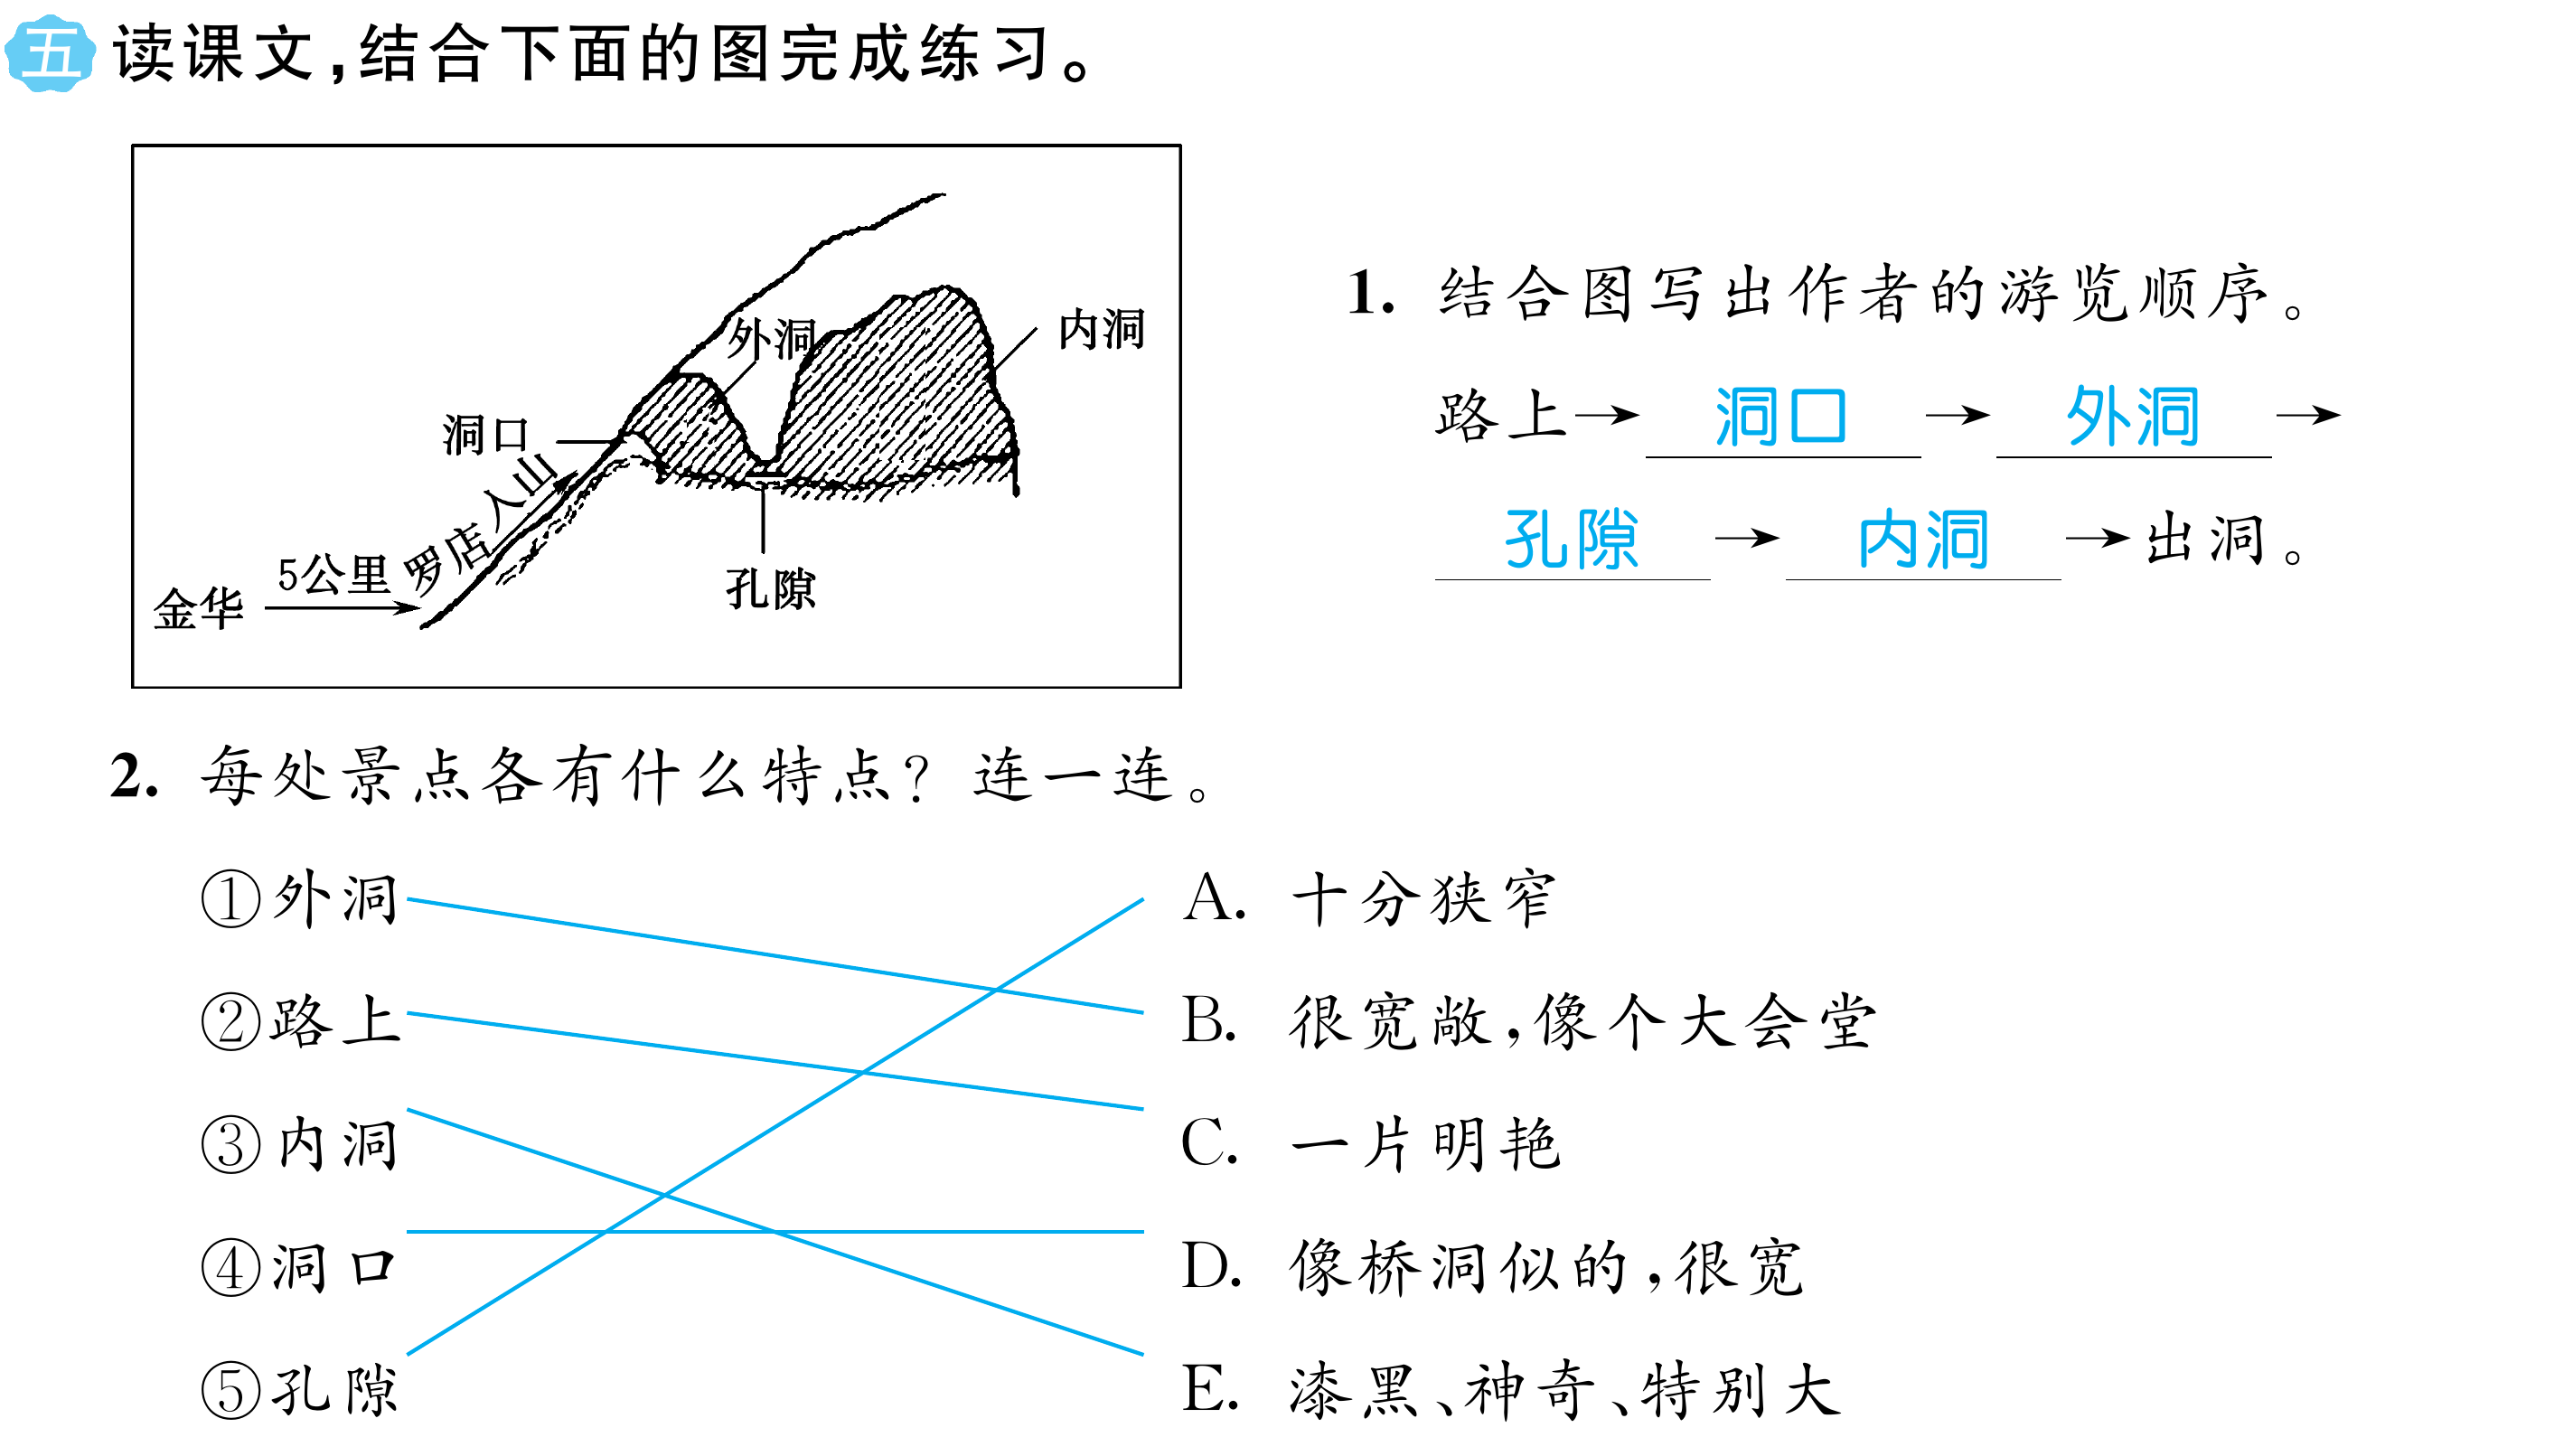 五 读课文,结合下面的图完成练习。
外洞
内洞
洞口
罗店 入山
5公里
金华
孔隙
1. 结合图写出作者的游览顺序。
路上→ 洞口 → 外洞 →
孔隙 → 内洞 →出洞。
2. 每处景点各有什么特点? 连一连。
①外洞 A. 十分狭窄
②路上 B. 很宽敞,像个大会堂
③内洞 C. 一片明艳
④洞口 D. 像桥洞似的,很宽
⑤孔隙 E. 漆黑、神奇、特别大